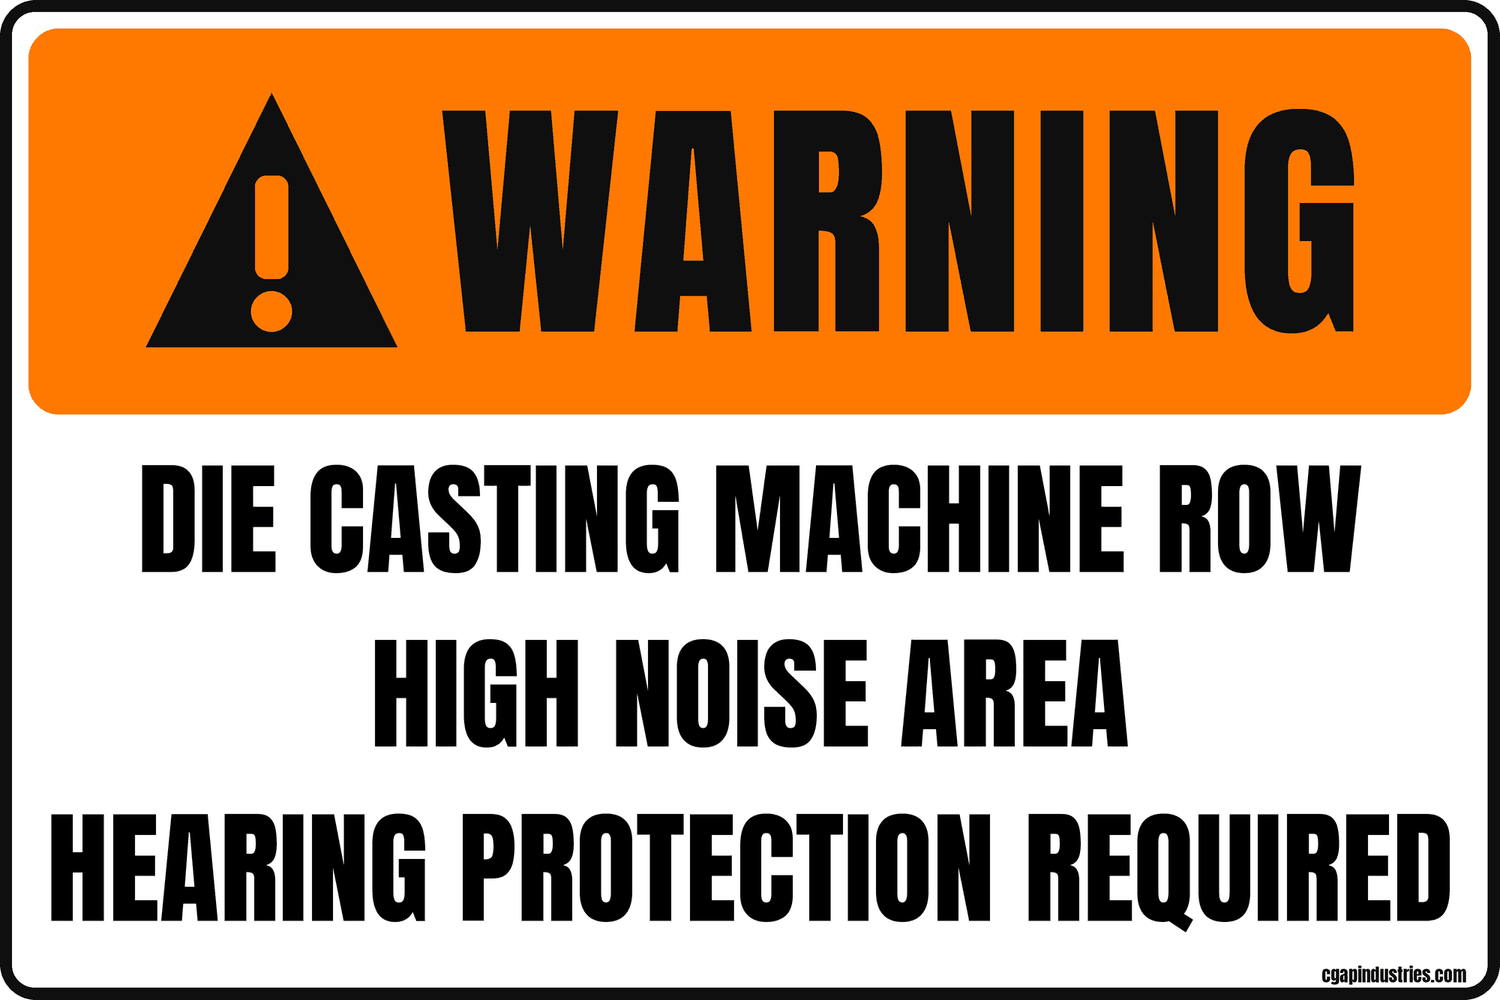 WARNING
DIE CASTING MACHINE ROW
HIGH NOISE AREA
HEARING PROTECTION REQUIRED
cgapindustries.com